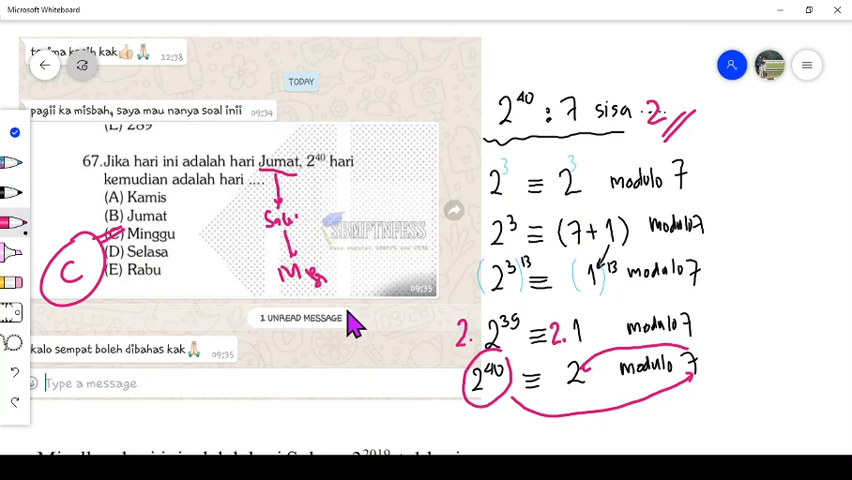 Microsoft Whiteboard
terima kasih kak👍🏻🙏🏻
12:38
TODAY
pagii ka misbah, saya mau nanya soal inii 09:34
(E) 289
67.Jika hari ini adalah hari Jumat, 2⁴⁰ hari
kemudian adalah hari ....
(A) Kamis
(B) Jumat
(C) Minggu
(D) Selasa
(E) Rabu
SBMPTNFESS
09:35
Sabtu
C
1 UNREAD MESSAGE
kalo sempat boleh dibahas kak🙏🏻 09:35
Type a message
2⁴⁰ : 7 sisa .. 2
2³ ≡ 2³ modulo 7
2³ ≡ (7 + 1) modulo 7
(2³)¹³ ≡ (1)¹³ modulo 7
2. 2³⁹ ≡ 2. 1 modulo 7
2⁴⁰ ≡ 2 modulo 7